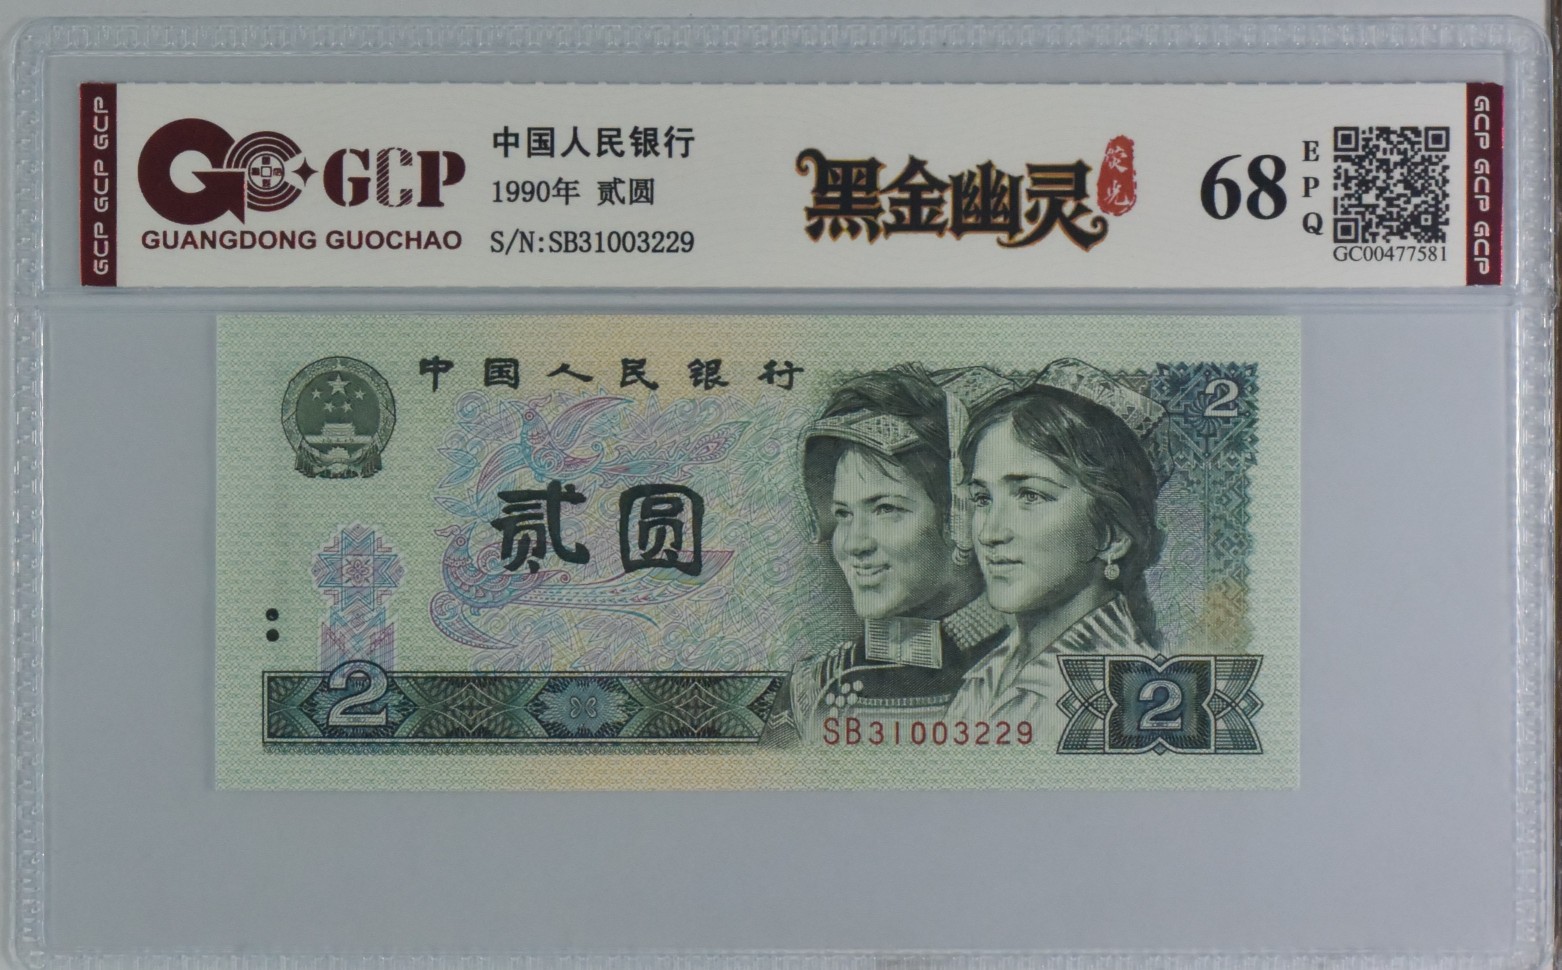 GCP GCP GCP
GCP
GUANGDONG GUOCHAO
中国人民银行
1990年 贰圆
S/N:SB31003229
黑金幽灵
荧光
68
E
P
Q
GC00477581
GCP GCP GCP
中国人民银行
2
贰圆
2
SB31003229
2